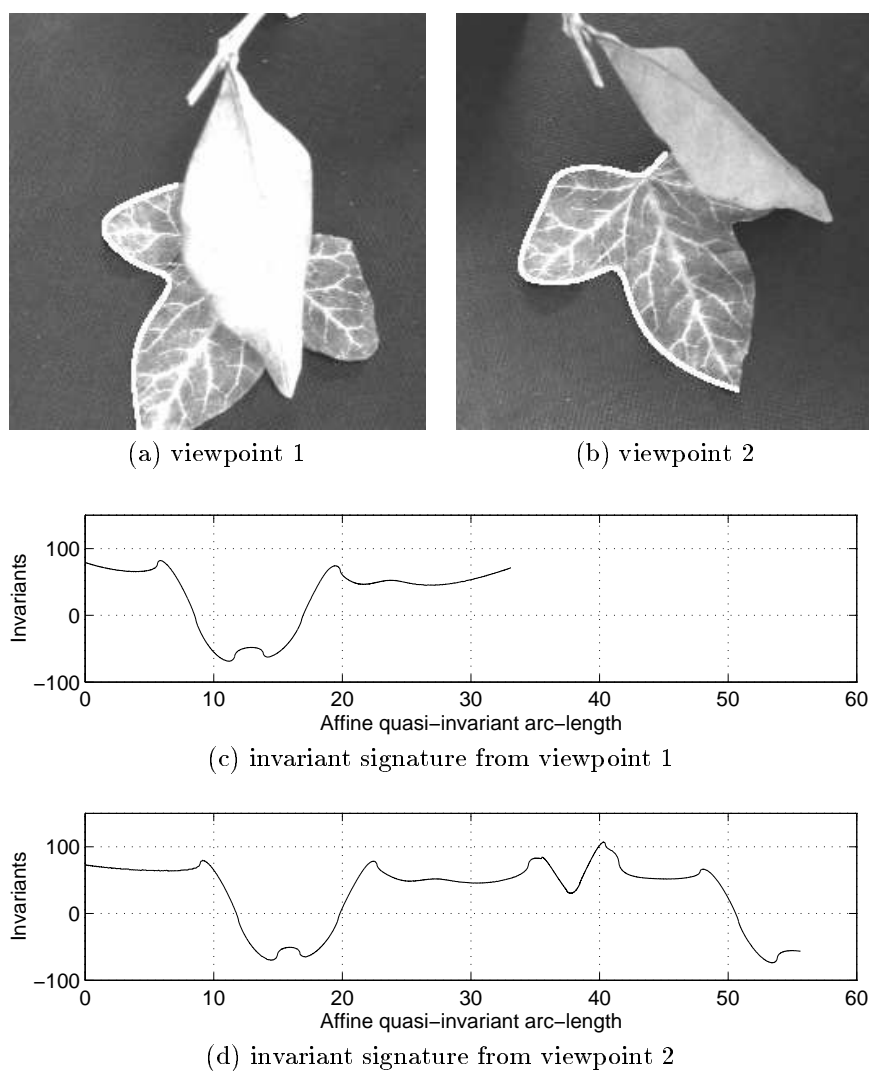 (a) viewpoint 1
(b) viewpoint 2
Invariants
100
0
−100
0 10 20 30 40 50 60
Affine quasi−invariant arc−length
(c) invariant signature from viewpoint 1
Invariants
100
0
−100
0 10 20 30 40 50 60
Affine quasi−invariant arc−length
(d) invariant signature from viewpoint 2